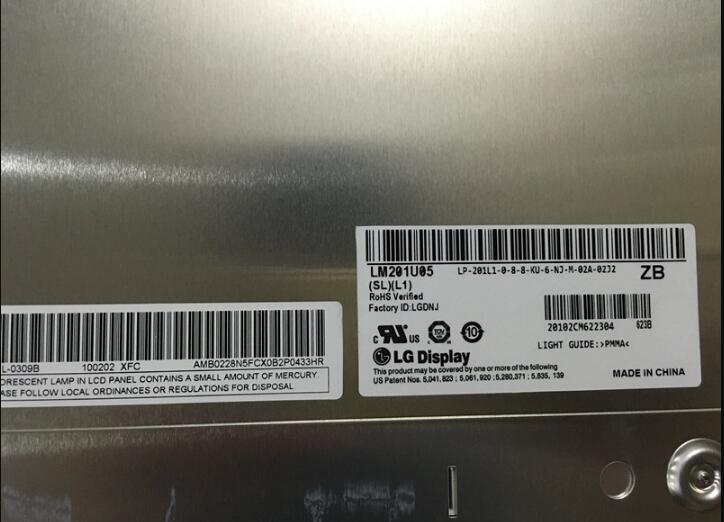 LM201U05
LP-201L1-0-8-8-KU-6-NJ-M-02A-02J2
ZB
(SL)(L1)
RoHS Verified
Factory ID:LGDNJ
20102CM622304
623B
C UL US
10
LIGHT GUIDE:>PMMA<
LG Display
This product may be covered by one or more of the following
US Patent Nos. 5,041,823 ; 5,061,920 ; 5,280,371 ; 5,835, 139
MADE IN CHINA
L-0309B
100202 XFC
AMB0228N5FCX0B2P0433HR
ORESCENT LAMP IN LCD PANEL CONTAINS A SMALL AMOUNT OF MERCURY.
ASE FOLLOW LOCAL ORDINANCES OR REGULATIONS FOR DISPOSAL